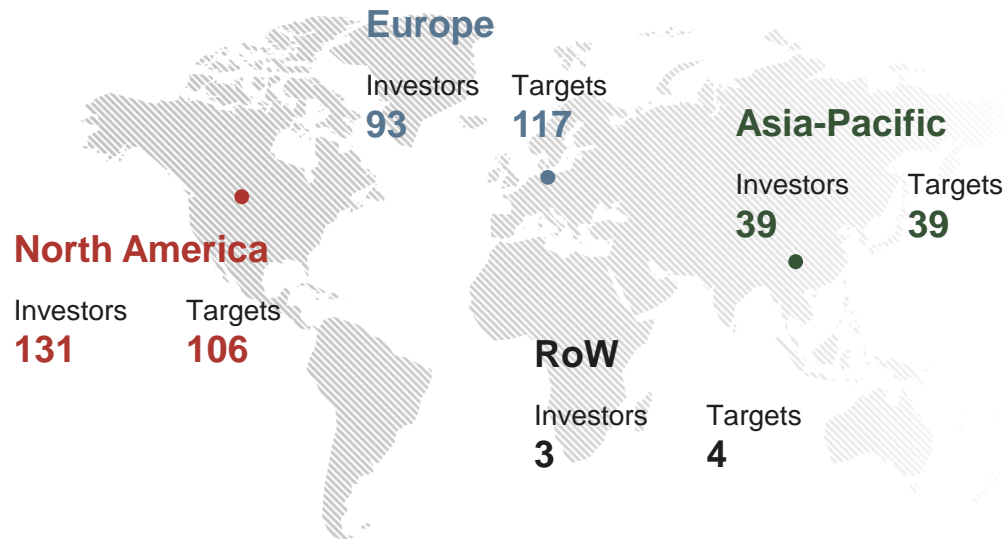 Europe
Investors Targets
93 117
Asia-Pacific
Investors Targets
39 39
North America
Investors Targets
131 106
RoW
Investors Targets
3 4